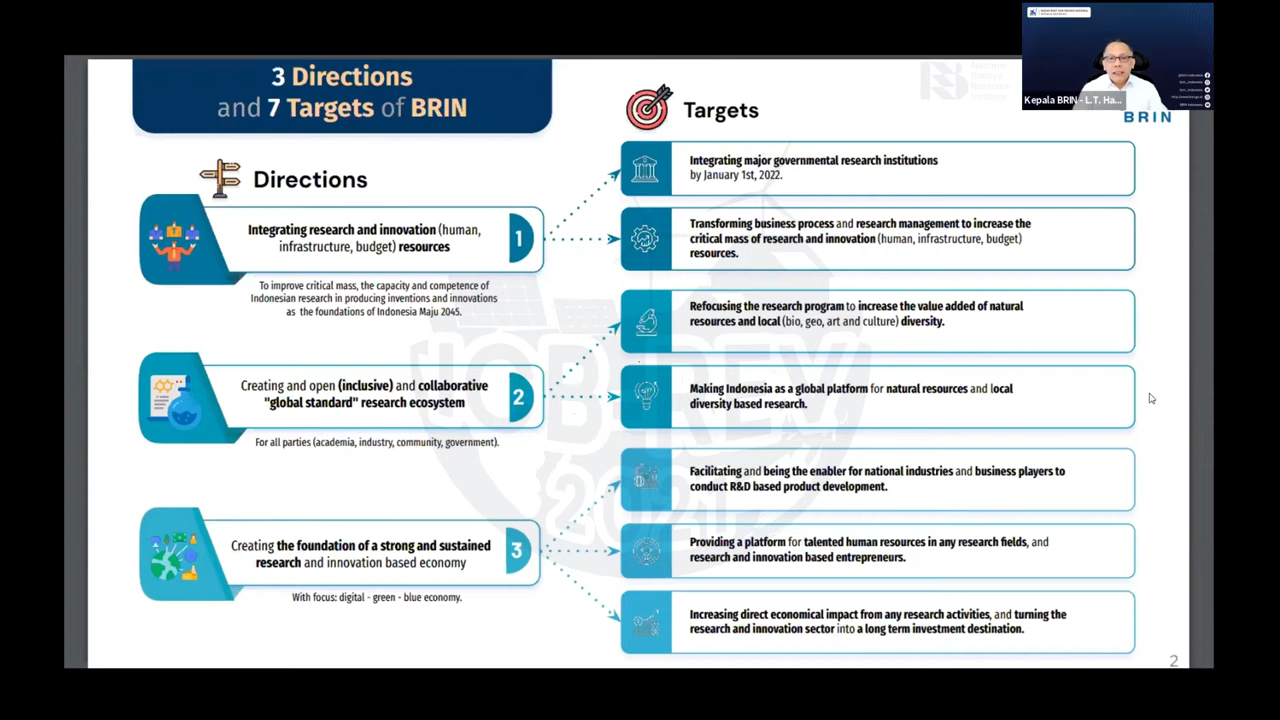 3 Directions
and 7 Targets of BRIN
Directions
Integrating research and innovation (human,
infrastructure, budget) resources
1
To improve critical mass, the capacity and competence of
Indonesian research in producing inventions and innovations
as the foundations of Indonesia Maju 2045.
Creating and open (inclusive) and collaborative
"global standard" research ecosystem
2
For all parties (academia, industry, community, government).
Creating the foundation of a strong and sustained
research and innovation based economy
3
With focus: digital - green - blue economy.
Targets
Integrating major governmental research institutions
by January 1st, 2022.
Transforming business process and research management to increase the
critical mass of research and innovation (human, infrastructure, budget)
resources.
Refocusing the research program to increase the value added of natural
resources and local (bio, geo, art and culture) diversity.
Making Indonesia as a global platform for natural resources and local
diversity based research.
Facilitating and being the enabler for national industries and business players to
conduct R&D based product development.
Providing a platform for talented human resources in any research fields, and
research and innovation based entrepreneurs.
Increasing direct economical impact from any research activities, and turning the
research and innovation sector into a long term investment destination.
Kepala BRIN - L.T. Ha...
BRIN
JOB-REV
2021
2